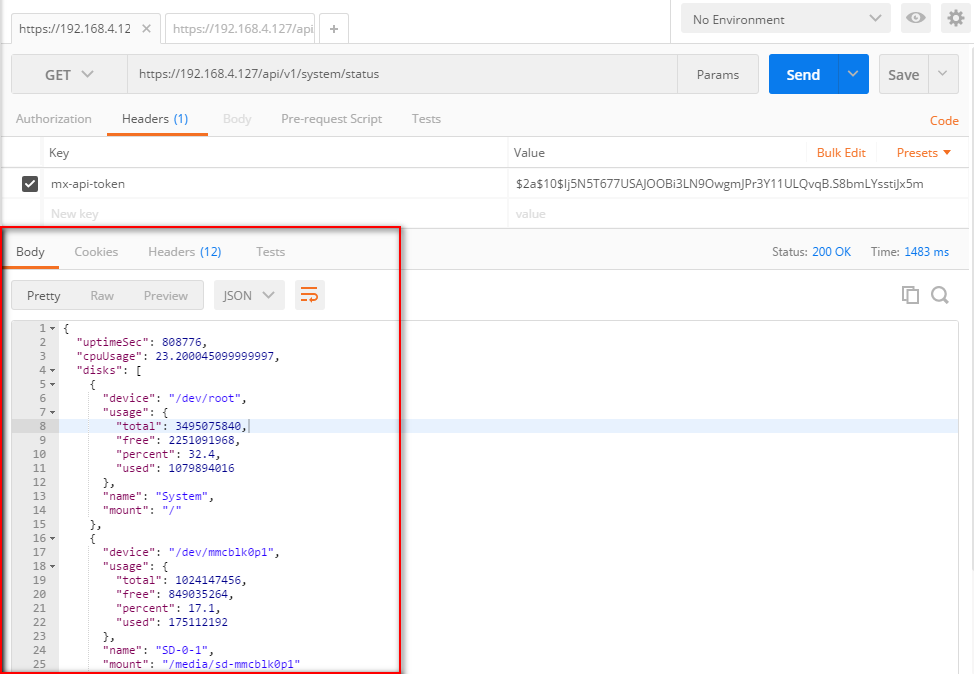 https://192.168.4.12 × https://192.168.4.127/api + No Environment
GET https://192.168.4.127/api/v1/system/status Params Send Save
Authorization Headers (1) Body Pre-request Script Tests Code
Key Value Bulk Edit Presets
mx-api-token $2a$10$Ij5N5T677USAJOOBi3LN9OwgmJPr3Y11ULQvqB.S8bmLYsstiJx5m
New key value
Body Cookies Headers (12) Tests Status: 200 OK Time: 1483 ms
Pretty Raw Preview JSON
1 {
2 "uptimeSec": 808776,
3 "cpuUsage": 23.200045099999997,
4 "disks": [
5 {
6 "device": "/dev/root",
7 "usage": {
8 "total": 3495075840,
9 "free": 2251091968,
10 "percent": 32.4,
11 "used": 1079894016
12 },
13 "name": "System",
14 "mount": "/"
15 },
16 {
17 "device": "/dev/mmcblk0p1",
18 "usage": {
19 "total": 1024147456,
20 "free": 849035264,
21 "percent": 17.1,
22 "used": 175112192
23 },
24 "name": "SD-0-1",
25 "mount": "/media/sd-mmcblk0p1"